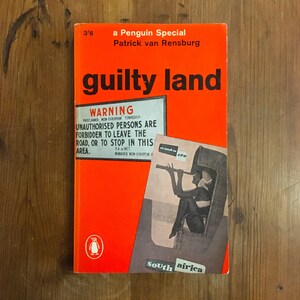 3'6
a Penguin Special
Patrick van Rensburg
guilty land
WARNING
UNAUTHORISED PERSONS ARE
FORBIDDEN TO LEAVE THE
ROAD, OR TO STOP IN THIS
AREA.
south africa